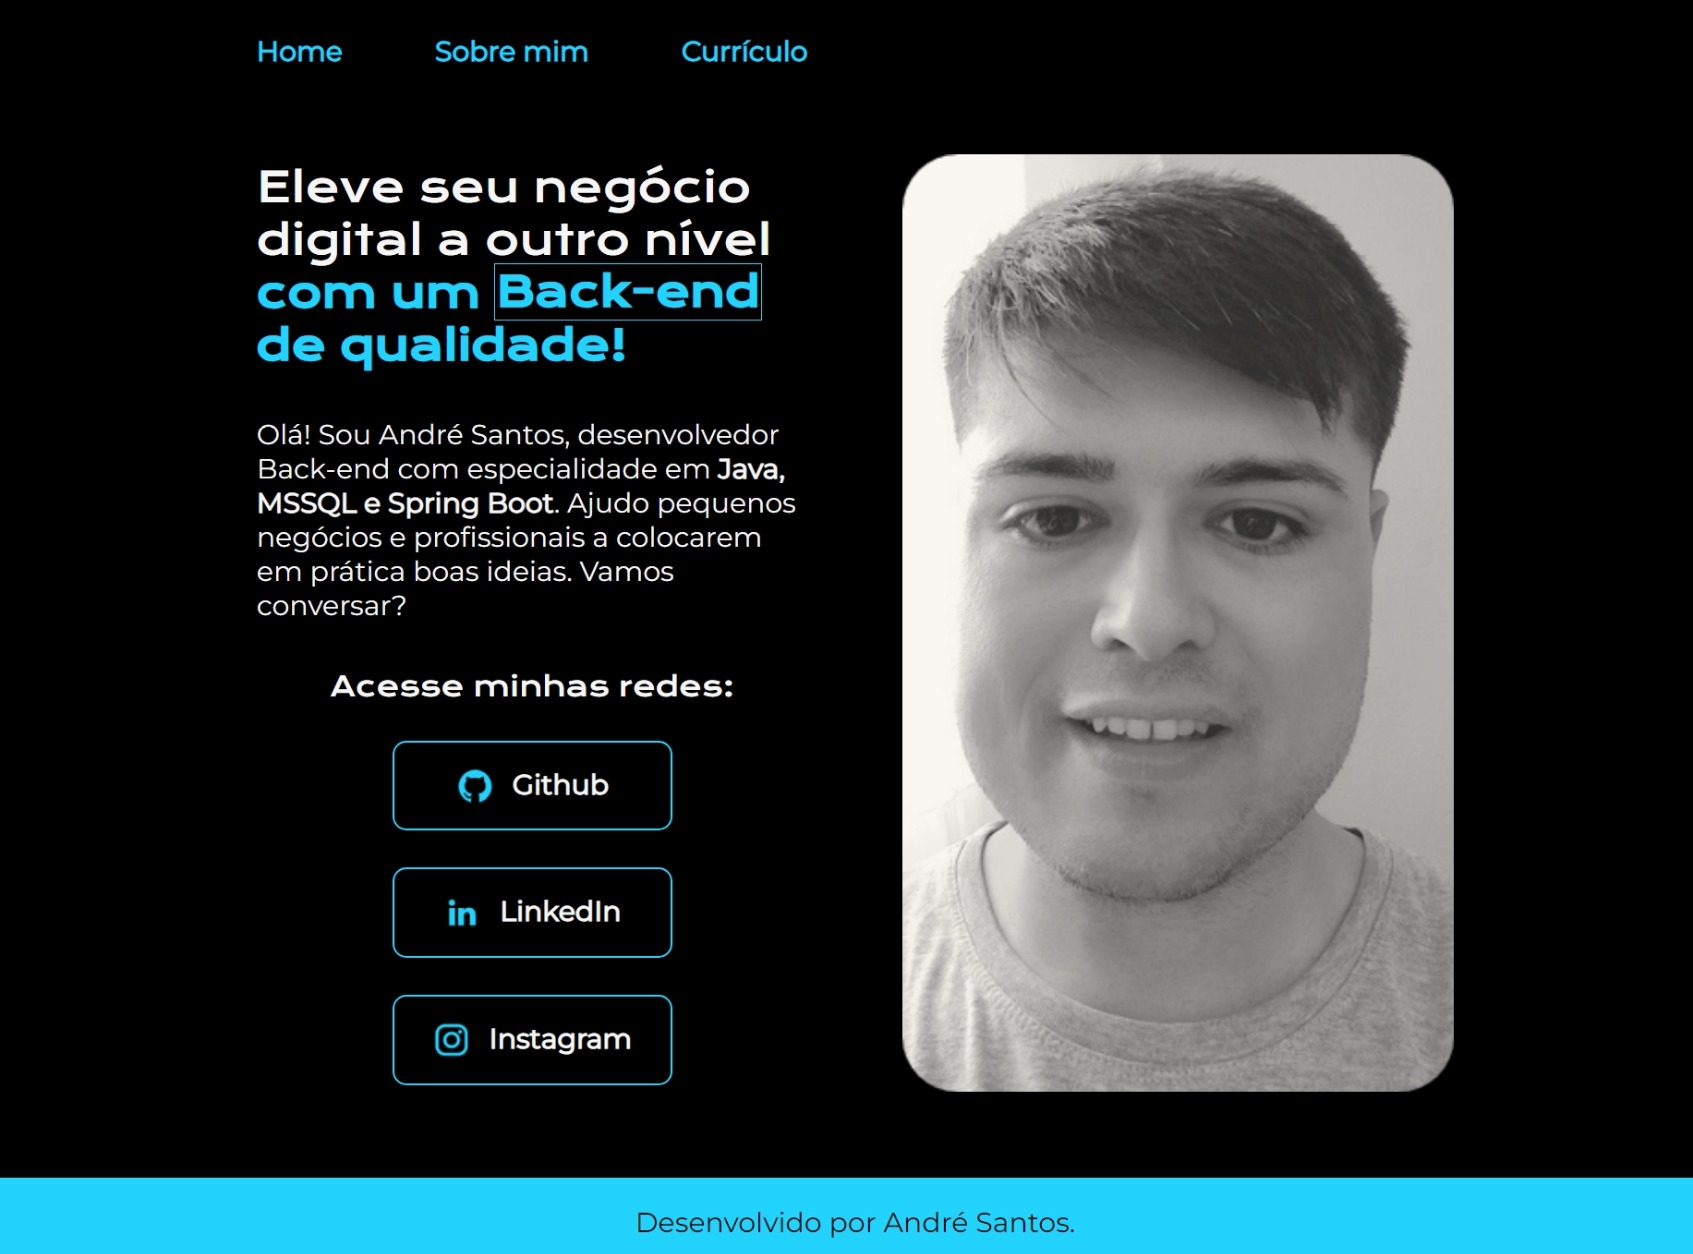 Home Sobre mim Currículo
Eleve seu negócio
digital a outro nível
com um Back-end
de qualidade!
Olá! Sou André Santos, desenvolvedor
Back-end com especialidade em Java,
MSSQL e Spring Boot. Ajudo pequenos
negócios e profissionais a colocarem
em prática boas ideias. Vamos
conversar?
Acesse minhas redes:
Github
in LinkedIn
Instagram
Desenvolvido por André Santos.